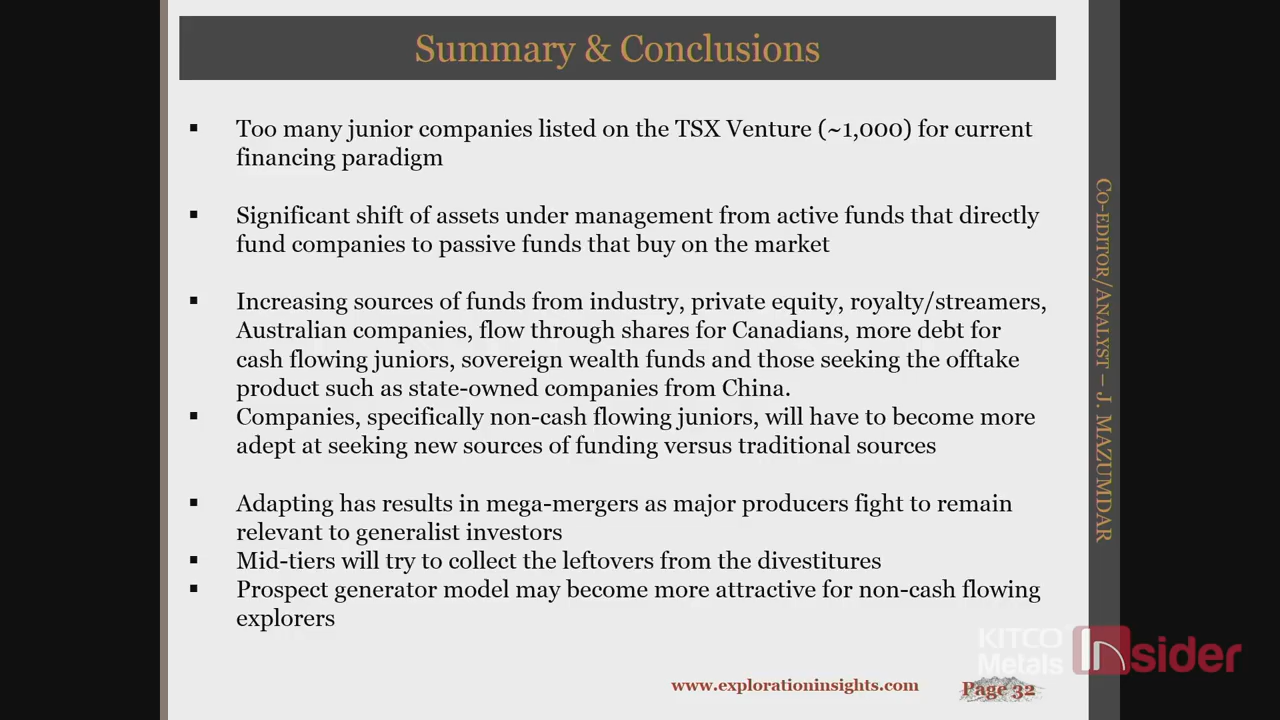 Summary & Conclusions
▪ Too many junior companies listed on the TSX Venture (~1,000) for current
financing paradigm
▪ Significant shift of assets under management from active funds that directly
fund companies to passive funds that buy on the market
▪ Increasing sources of funds from industry, private equity, royalty/streamers,
Australian companies, flow through shares for Canadians, more debt for
cash flowing juniors, sovereign wealth funds and those seeking the offtake
product such as state-owned companies from China.
▪ Companies, specifically non-cash flowing juniors, will have to become more
adept at seeking new sources of funding versus traditional sources
▪ Adapting has results in mega-mergers as major producers fight to remain
relevant to generalist investors
▪ Mid-tiers will try to collect the leftovers from the divestitures
▪ Prospect generator model may become more attractive for non-cash flowing
explorers
CO-EDITOR/ANALYST – J. MAZUMDAR
KITCO
Metals
Insider
www.explorationinsights.com
Page 32